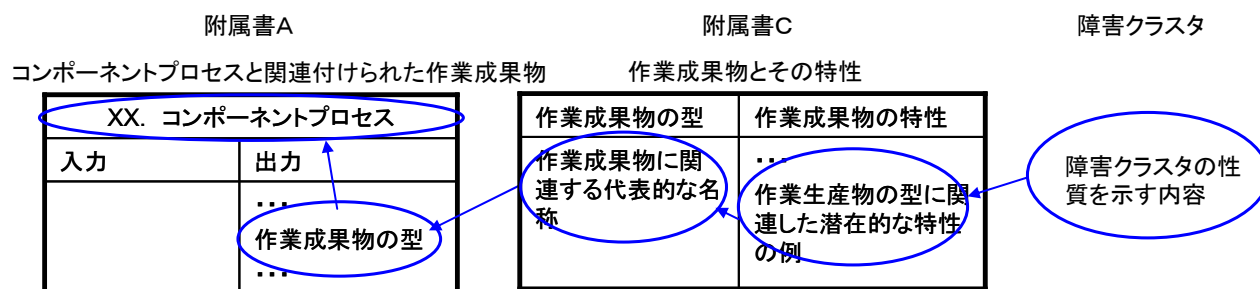 附属書A
附属書C
障害クラスタ
コンポーネントプロセスと関連付けられた作業成果物
作業成果物とその特性
XX. コンポーネントプロセス
入力
出力
・・・
作業成果物の型
・・・
作業成果物の型
作業成果物の特性
作業成果物に関
連する代表的な名
称
・・・
作業生産物の型に関
連した潜在的な特性
の例
障害クラスタの性
質を示す内容